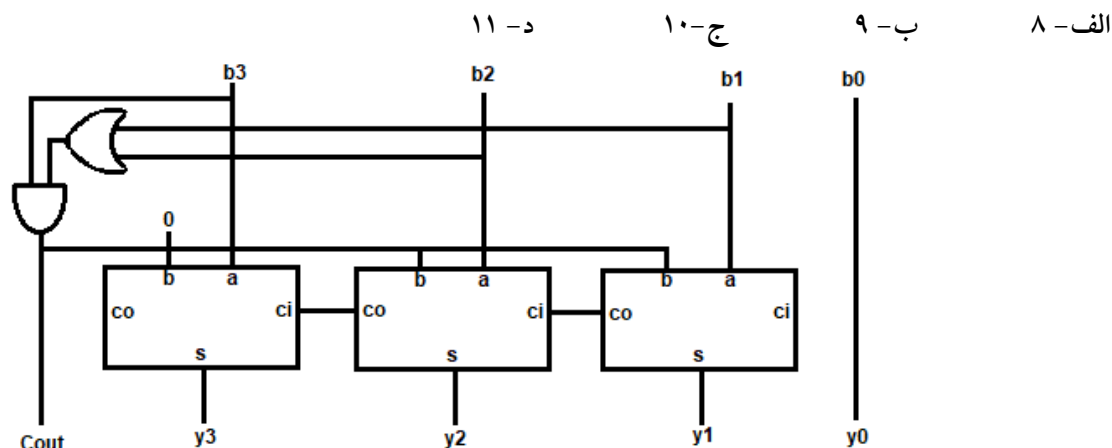 الف- ۸ ب- ۹ ج-۱۰ د- ۱۱
b3 b2 b1 b0
0
b a b a b a
co ci co ci co ci
s s s
Cout y3 y2 y1 y0